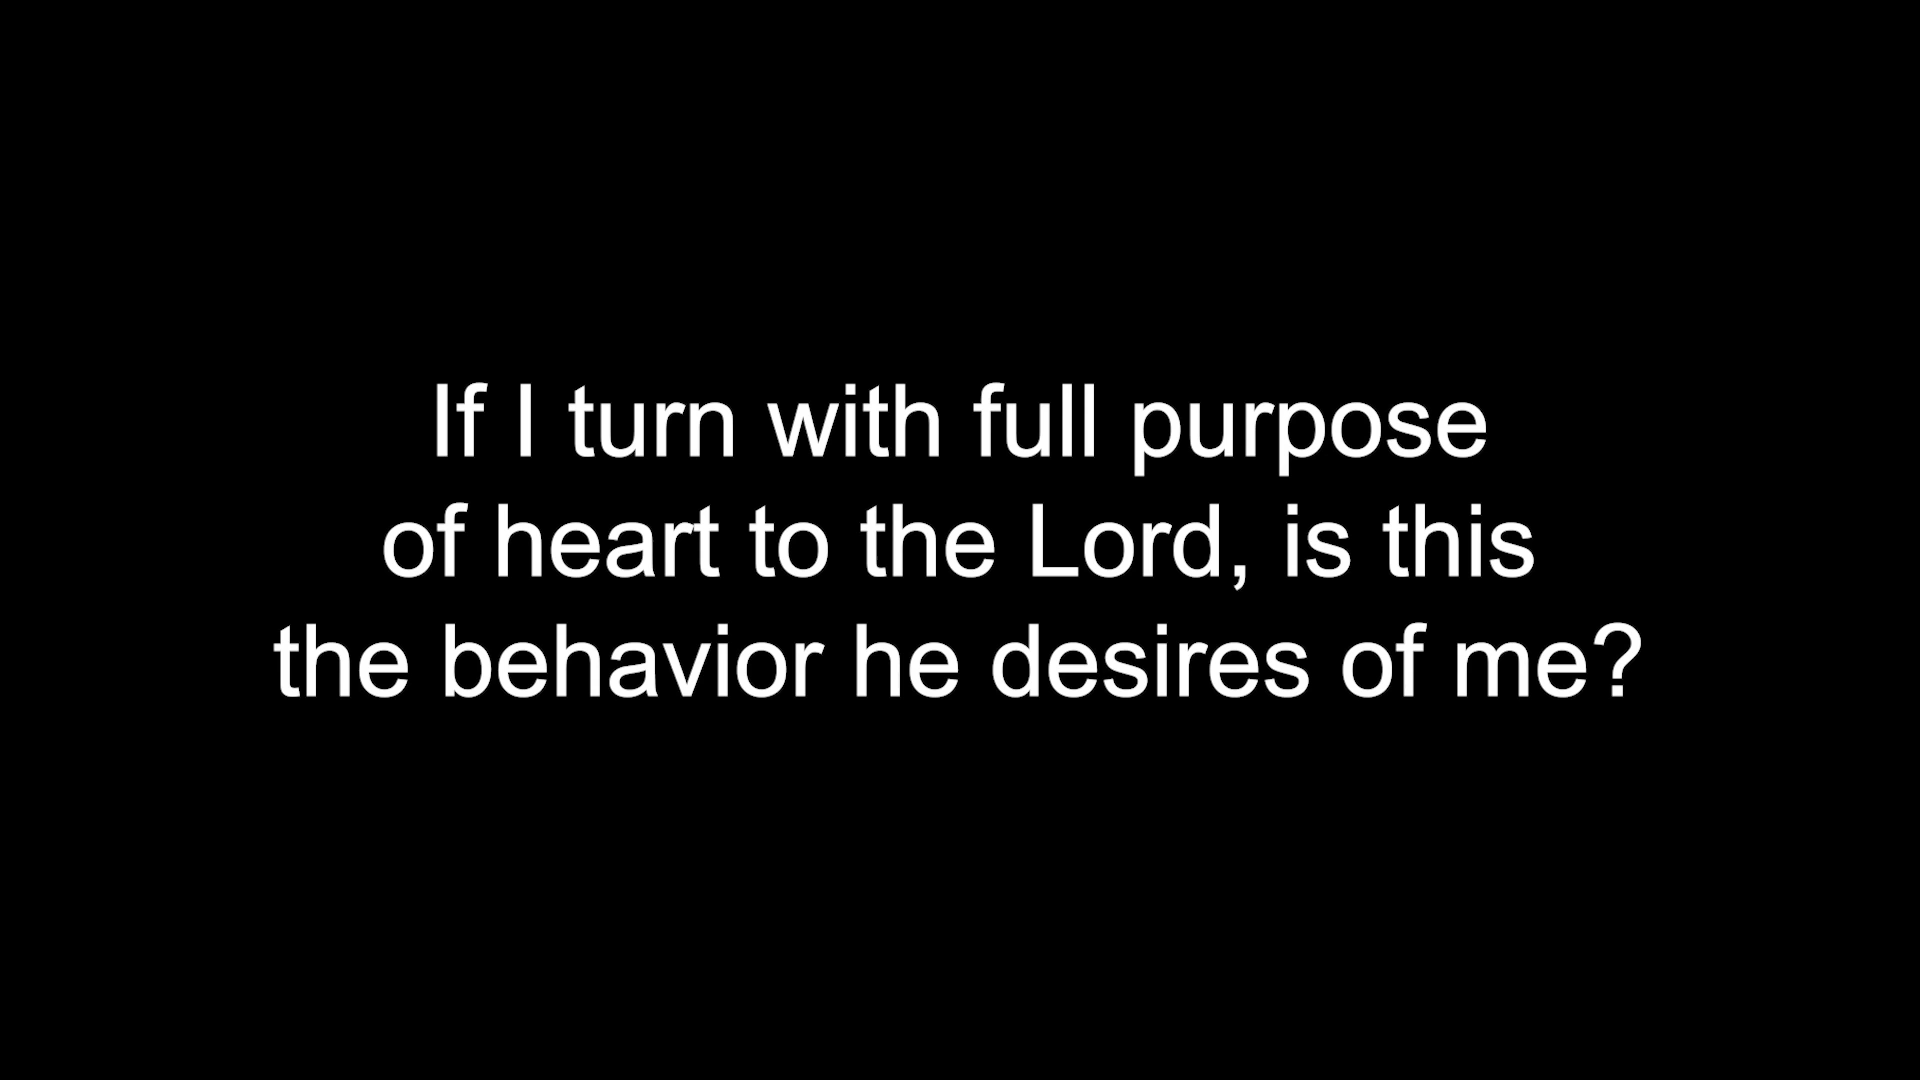 If I turn with full purpose
of heart to the Lord, is this
the behavior he desires of me?